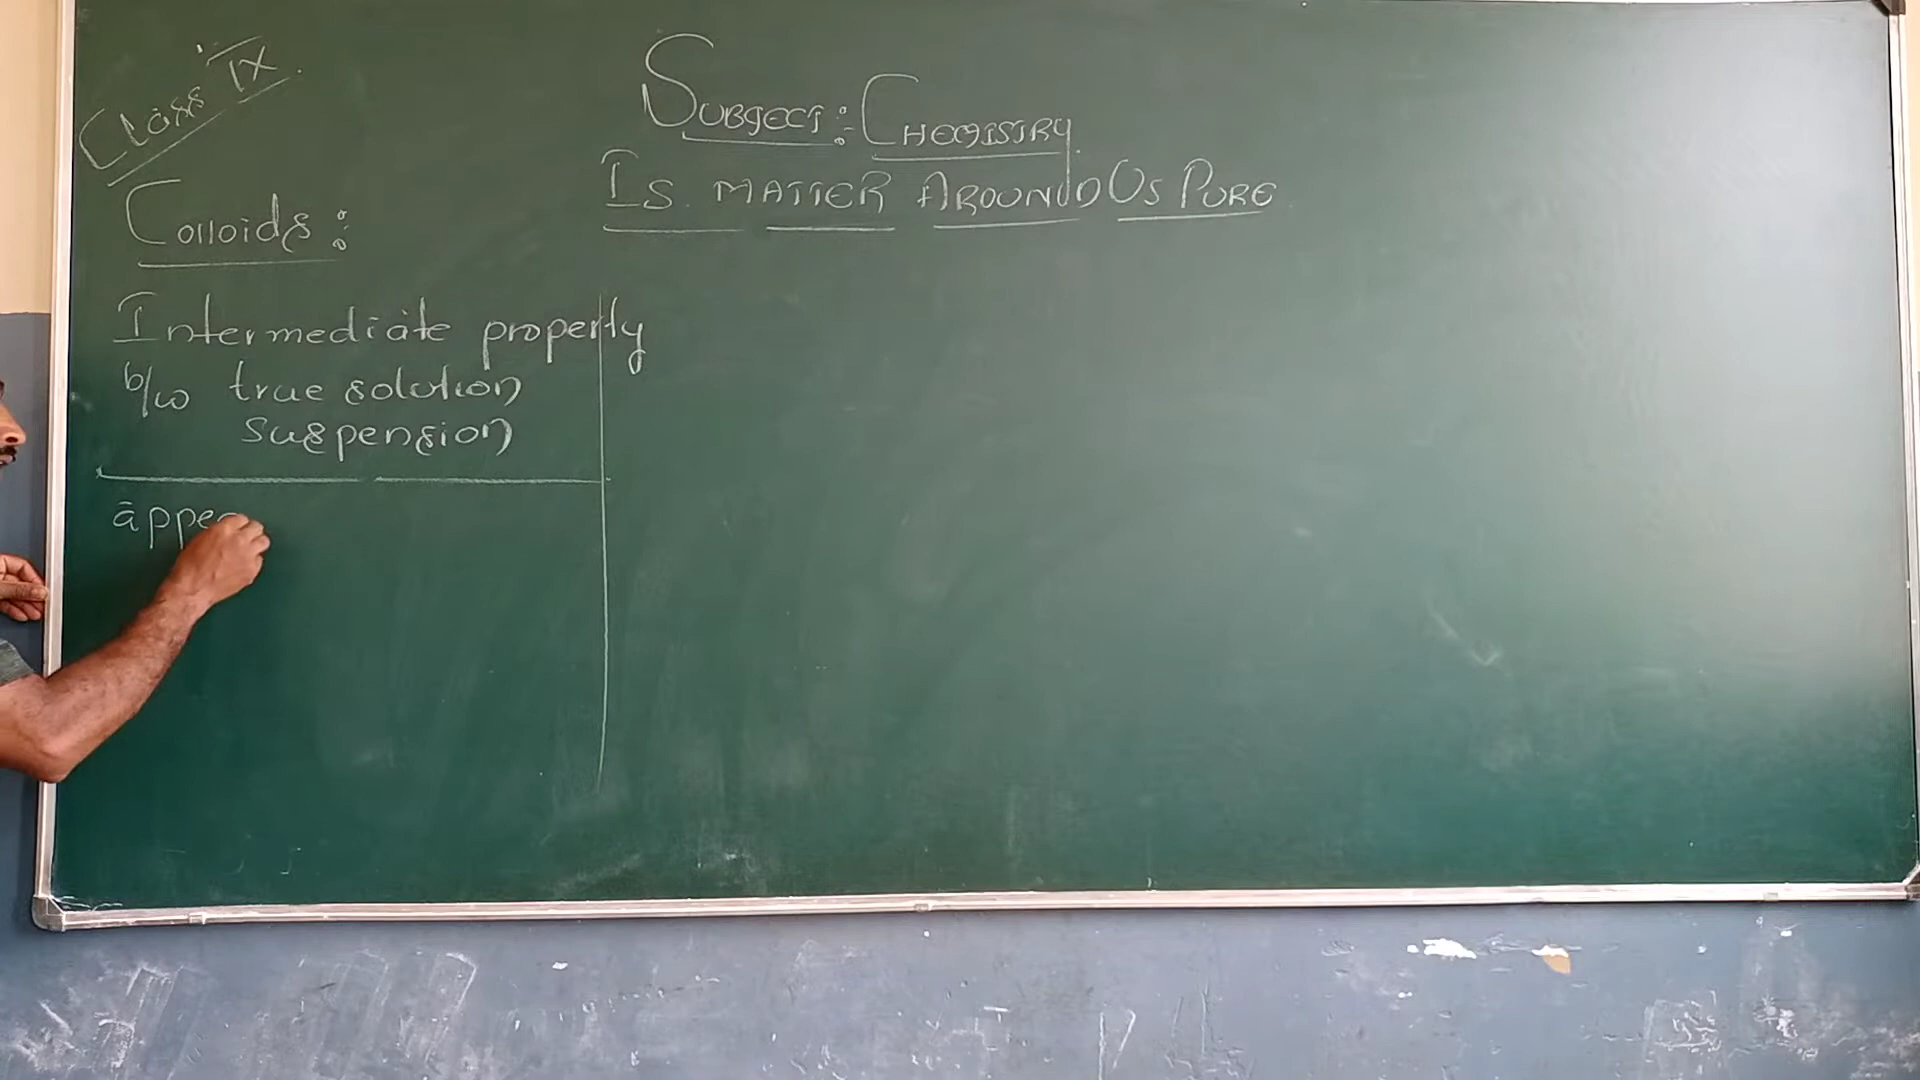 Class IX
SUBJECT:- CHEMISTRY
IS MATTER AROUND US PURE
Colloids:
Intermediate property
b/w true solution
suspension
appe